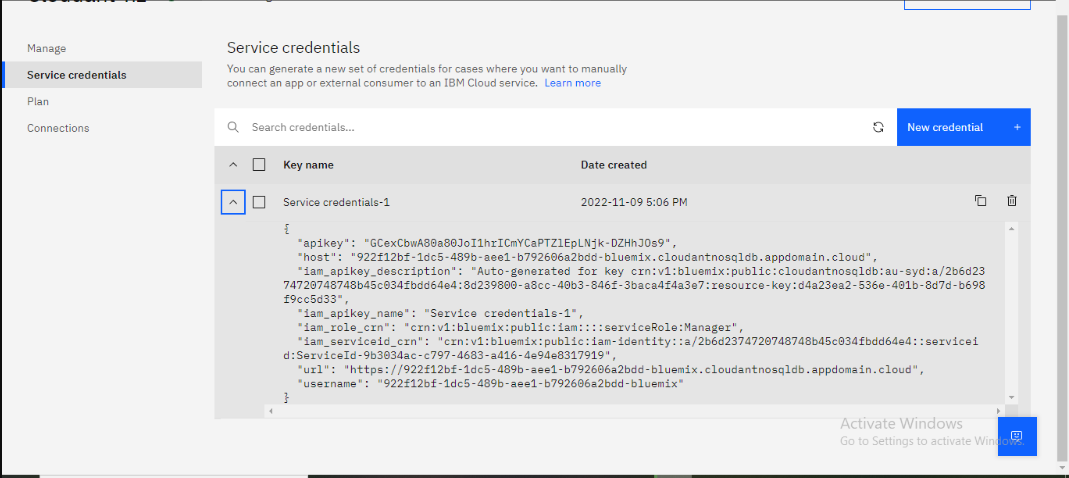 Manage
Service credentials
Plan
Connections
Service credentials
You can generate a new set of credentials for cases where you want to manually
connect an app or external consumer to an IBM Cloud service. Learn more
Search credentials...
New credential +
Key name Date created
Service credentials-1 2022-11-09 5:06 PM
{
"apikey": "GCexCbwA80a80JoI1hrICmYCaPTZlEpLNjk-DZHhJOs9",
"host": "922f12bf-1dc5-489b-aee1-b792606a2bdd-bluemix.cloudantnosqldb.appdomain.cloud",
"iam_apikey_description": "Auto-generated for key crn:v1:bluemix:public:cloudantnosqldb:au-syd:a/2b6d23
74720748748b45c034fbdd64e4:8d239800-a8cc-40b3-846f-3baca4f4a3e7:resource-key:d4a23ea2-536e-401b-8d7d-b698
f9cc5d33",
"iam_apikey_name": "Service credentials-1",
"iam_role_crn": "crn:v1:bluemix:public:iam::::serviceRole:Manager",
"iam_serviceid_crn": "crn:v1:bluemix:public:iam-identity::a/2b6d2374720748748b45c034fbdd64e4::servicei
d:ServiceId-9b3034ac-c797-4683-a416-4e94e8317919",
"url": "https://922f12bf-1dc5-489b-aee1-b792606a2bdd-bluemix.cloudantnosqldb.appdomain.cloud",
"username": "922f12bf-1dc5-489b-aee1-b792606a2bdd-bluemix"
}
Activate Windows
Go to Settings to activate Windows.